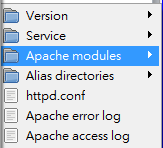 Version
Service
Apache modules
Alias directories
httpd.conf
Apache error log
Apache access log